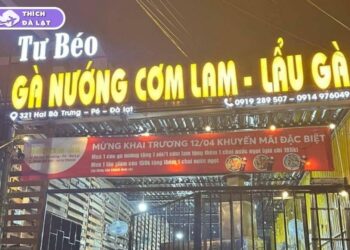 THÍCH
ĐÀ LẠT
Tư Béo
GÀ NƯỚNG CƠM LAM - LẨU GÀ
321 Hai Bà Trưng - P6 - Đà lạt
0919 289 507 - 0914 976049
MỪNG KHAI TRƯƠNG 12/04 KHUYẾN MÃI ĐẶC BIỆT